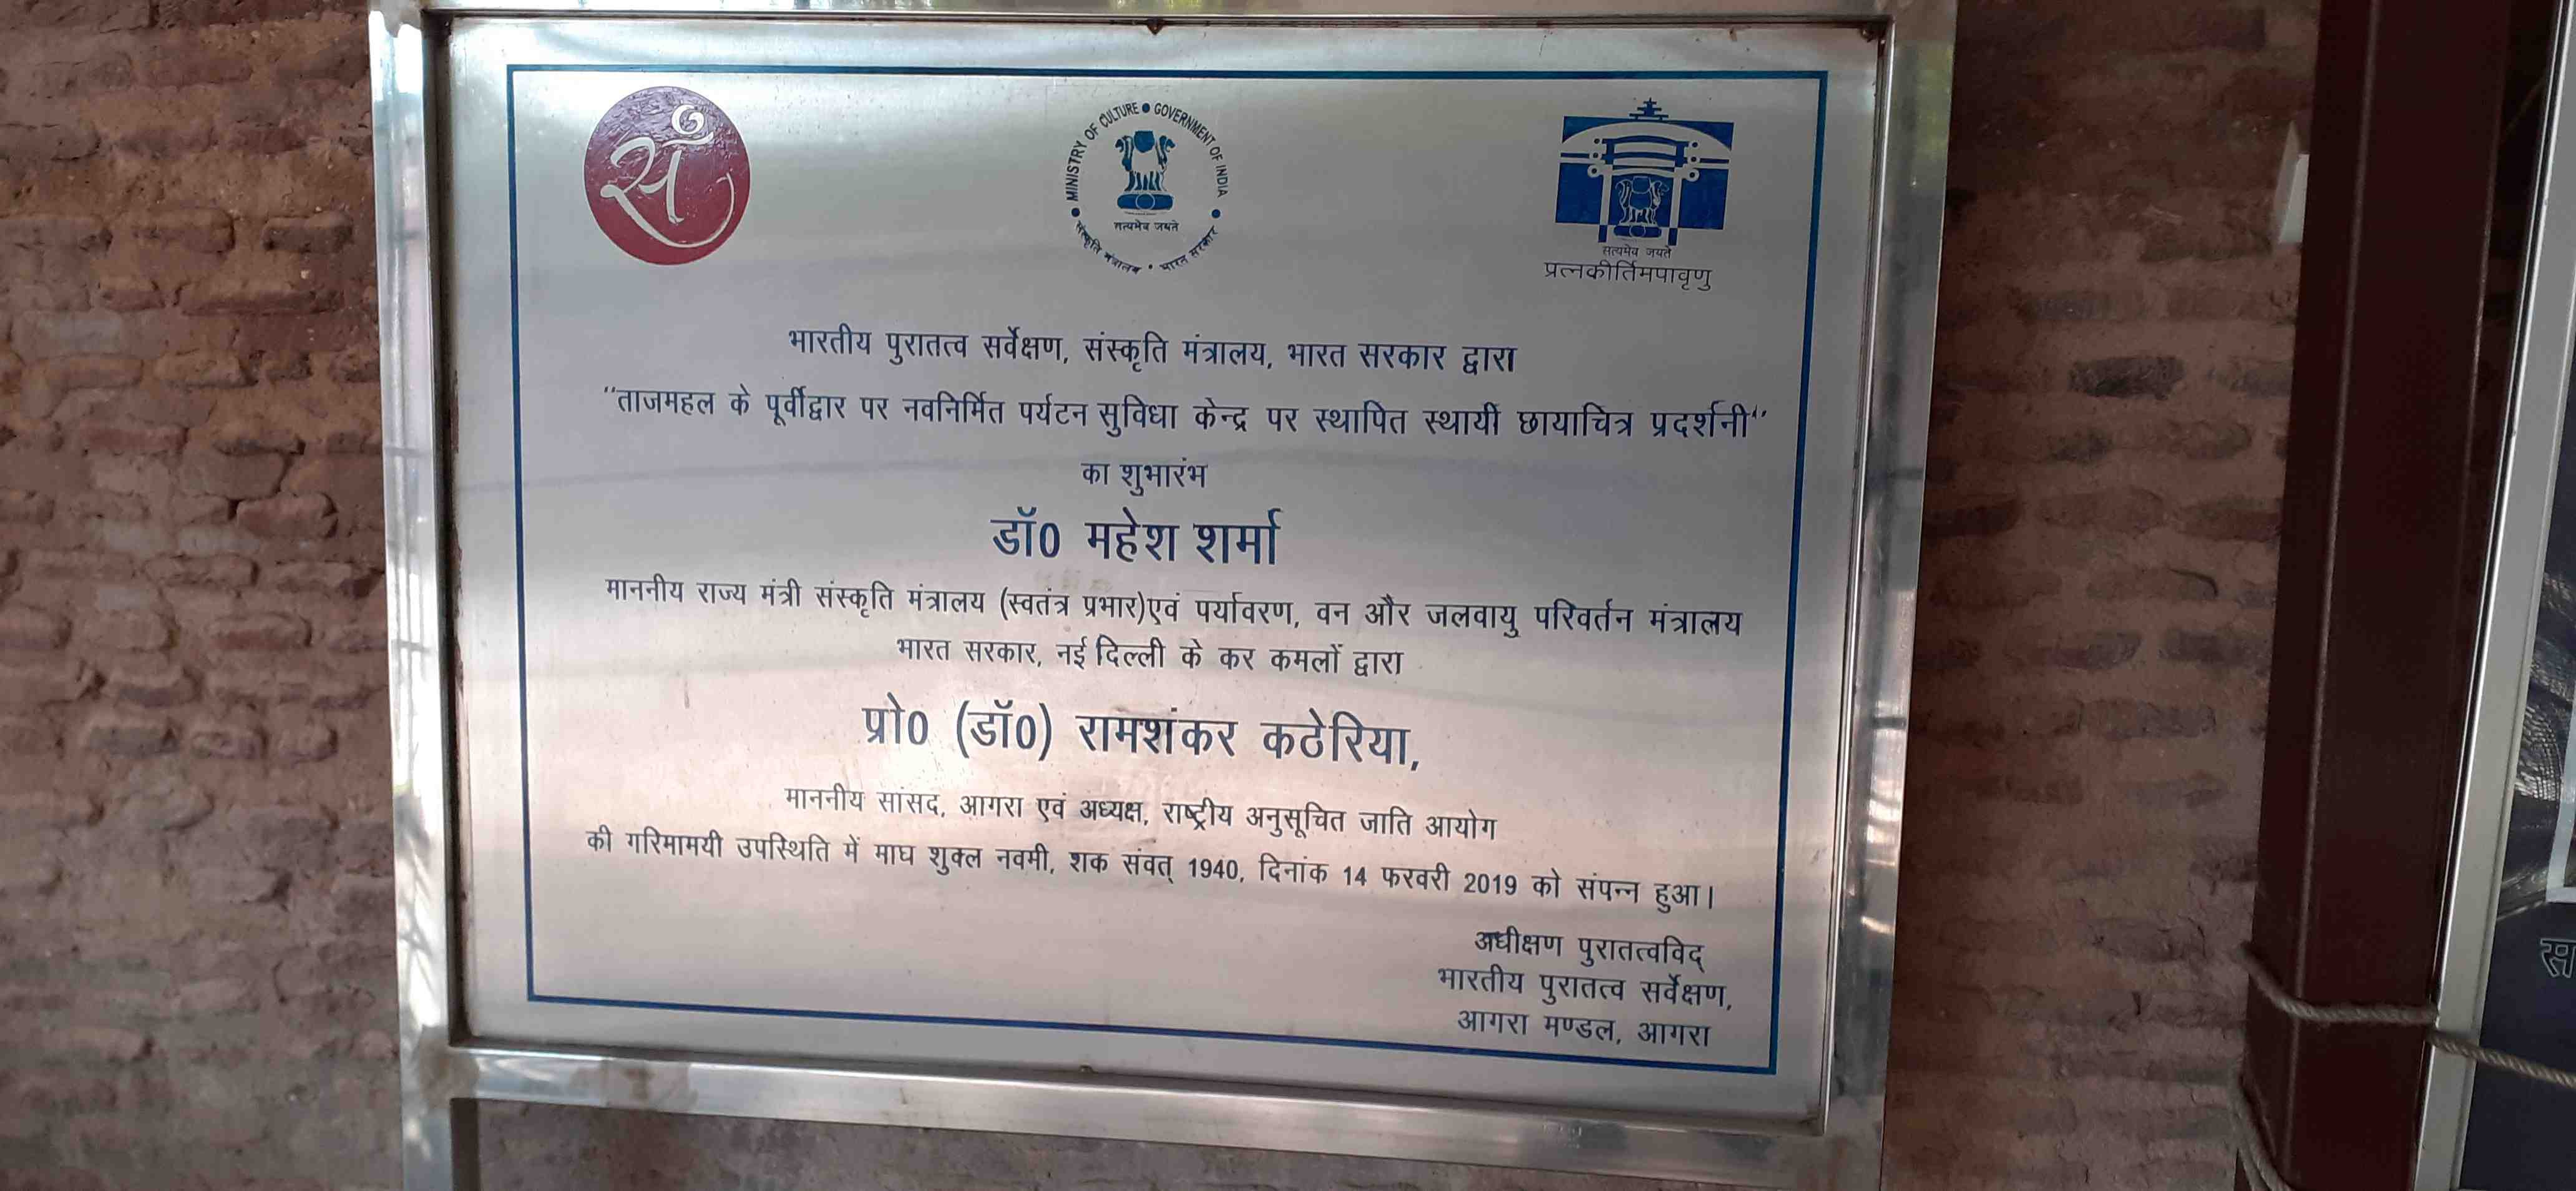 सं
MINISTRY OF CULTURE • GOVERNMENT OF INDIA
सत्यमेव जयते
संस्कृति मंत्रालय • भारत सरकार
सत्यमेव जयते
प्रत्नकीर्तिमपावृणु
भारतीय पुरातत्व सर्वेक्षण, संस्कृति मंत्रालय, भारत सरकार द्वारा
“ताजमहल के पूर्वीद्वार पर नवनिर्मित पर्यटन सुविधा केन्द्र पर स्थापित स्थायी छायाचित्र प्रदर्शनी“
का शुभारंभ
डॉ0 महेश शर्मा
माननीय राज्य मंत्री संस्कृति मंत्रालय (स्वतंत्र प्रभार)एवं पर्यावरण, वन और जलवायु परिवर्तन मंत्रालय
भारत सरकार, नई दिल्ली के कर कमलों द्वारा
प्रो0 (डॉ0) रामशंकर कठेरिया,
माननीय सांसद, आगरा एवं अध्यक्ष, राष्ट्रीय अनुसूचित जाति आयोग
की गरिमामयी उपस्थिति में माघ शुक्ल नवमी, शक संवत् 1940, दिनांक 14 फरवरी 2019 को संपन्न हुआ।
अधीक्षण पुरातत्वविद्
भारतीय पुरातत्व सर्वेक्षण,
आगरा मण्डल, आगरा